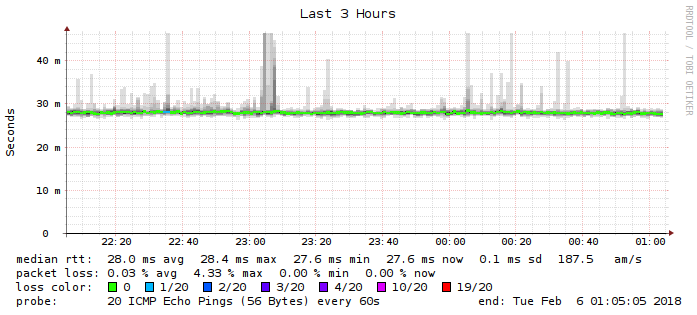 Last 3 Hours
RRDTOOL / TOBI OETIKER
Seconds
40 m
30 m
20 m
10 m
0
22:20 22:40 23:00 23:20 23:40 00:00 00:20 00:40 01:00
median rtt: 28.0 ms avg 28.4 ms max 27.6 ms min 27.6 ms now 0.1 ms sd 187.5 am/s
packet loss: 0.03 % avg 4.33 % max 0.00 % min 0.00 % now
loss color: 0 1/20 2/20 3/20 4/20 10/20 19/20
probe: 20 ICMP Echo Pings (56 Bytes) every 60s end: Tue Feb 6 01:05:05 2018